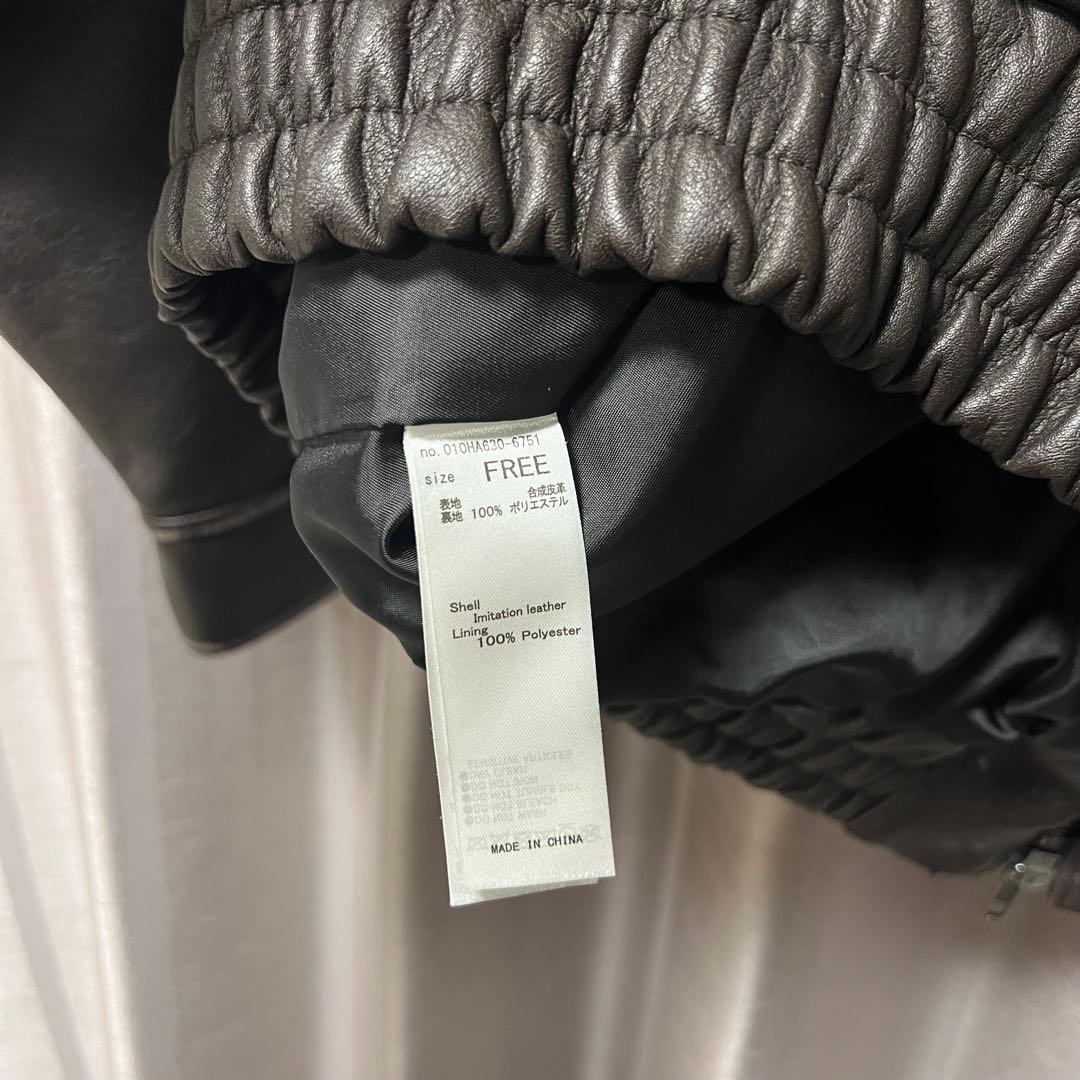 no.010HA630-6751
size FREE
表地 合成皮革
裏地 100% ポリエステル
Shell
Imitation leather
Lining
100% Polyester
MADE IN CHINA